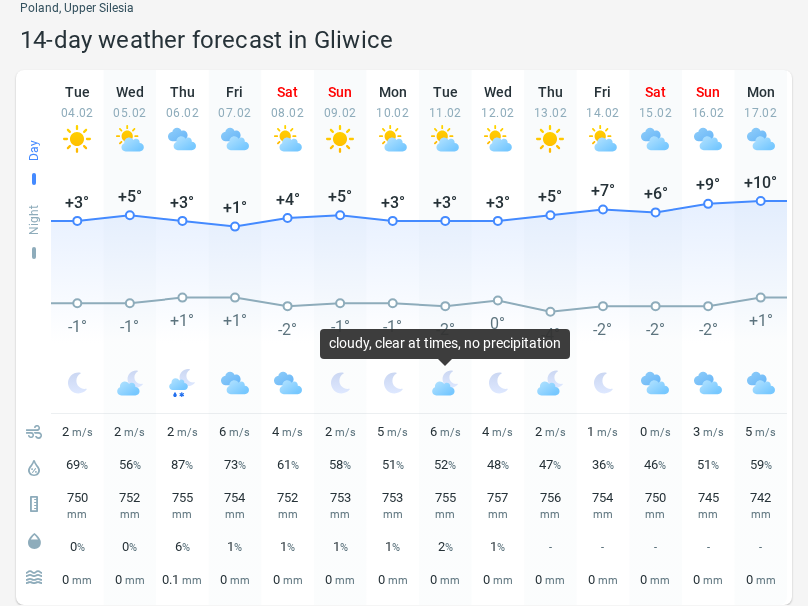 Poland, Upper Silesia
14-day weather forecast in Gliwice
Tue Wed Thu Fri Sat Sun Mon Tue Wed Thu Fri Sat Sun Mon
04.02 05.02 06.02 07.02 08.02 09.02 10.02 11.02 12.02 13.02 14.02 15.02 16.02 17.02
Day
+3° +5° +3° +1° +4° +5° +3° +3° +3° +5° +7° +6° +9° +10°
Night
-1° -1° +1° +1° -2° -1° -1° 2° 0° -2° -2° -2° +1°
cloudy, clear at times, no precipitation
2 m/s 2 m/s 2 m/s 6 m/s 4 m/s 2 m/s 5 m/s 6 m/s 4 m/s 2 m/s 1 m/s 0 m/s 3 m/s 5 m/s
69% 56% 87% 73% 61% 58% 51% 52% 48% 47% 36% 46% 51% 59%
750 752 755 754 752 753 753 755 757 756 754 750 745 742
mm mm mm mm mm mm mm mm mm mm mm mm mm mm
0% 0% 6% 1% 1% 1% 1% 2% 1% - - - - -
0 mm 0 mm 0.1 mm 0 mm 0 mm 0 mm 0 mm 0 mm 0 mm 0 mm 0 mm 0 mm 0 mm 0 mm